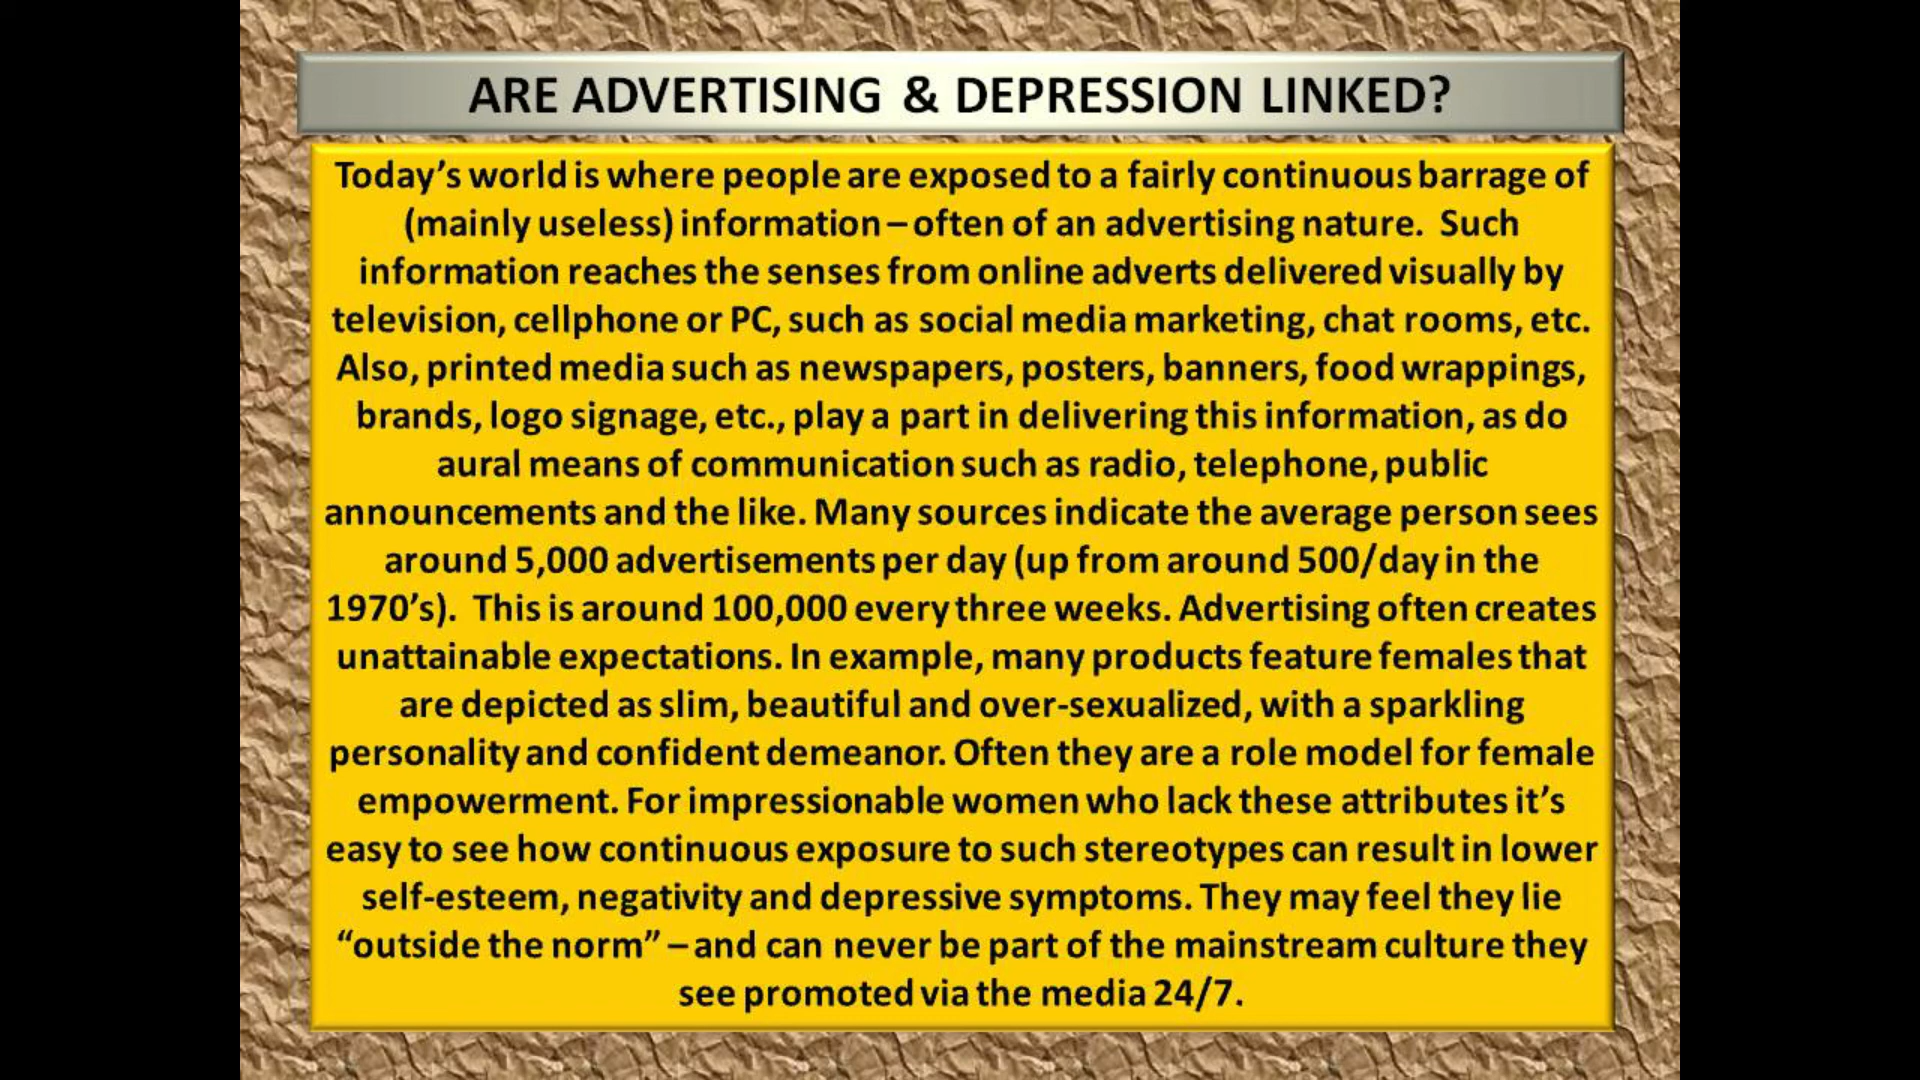 ARE ADVERTISING & DEPRESSION LINKED?
Today’s world is where people are exposed to a fairly continuous barrage of
(mainly useless) information – often of an advertising nature.  Such
information reaches the senses from online adverts delivered visually by
television, cellphone or PC, such as social media marketing, chat rooms, etc.
Also, printed media such as newspapers, posters, banners, food wrappings,
brands, logo signage, etc., play a part in delivering this information, as do
aural means of communication such as radio, telephone, public
announcements and the like. Many sources indicate the average person sees
around 5,000 advertisements per day (up from around 500/day in the
1970’s).  This is around 100,000 every three weeks. Advertising often creates
unattainable expectations. In example, many products feature females that
are depicted as slim, beautiful and over-sexualized, with a sparkling
personality and confident demeanor. Often they are a role model for female
empowerment. For impressionable women who lack these attributes it’s
easy to see how continuous exposure to such stereotypes can result in lower
self-esteem, negativity and depressive symptoms. They may feel they lie
“outside the norm” – and can never be part of the mainstream culture they
see promoted via the media 24/7.